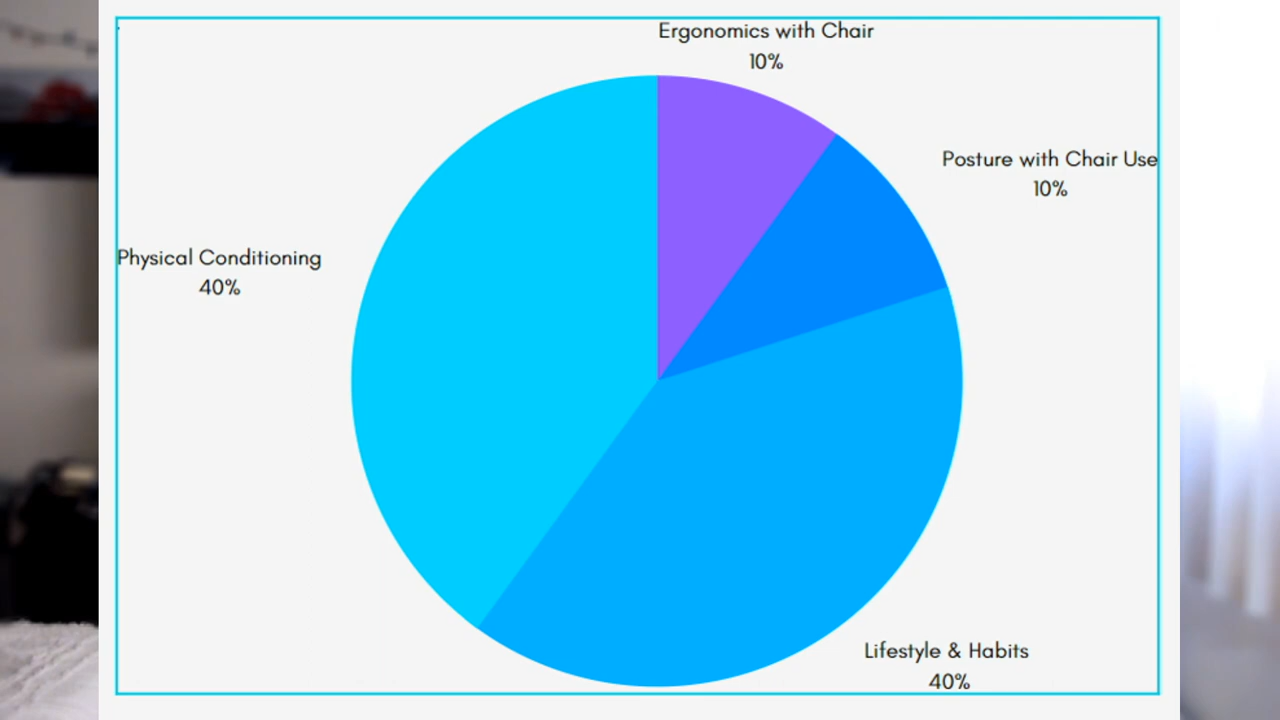 Ergonomics with Chair
10%
Posture with Chair Use
10%
Physical Conditioning
40%
Lifestyle & Habits
40%